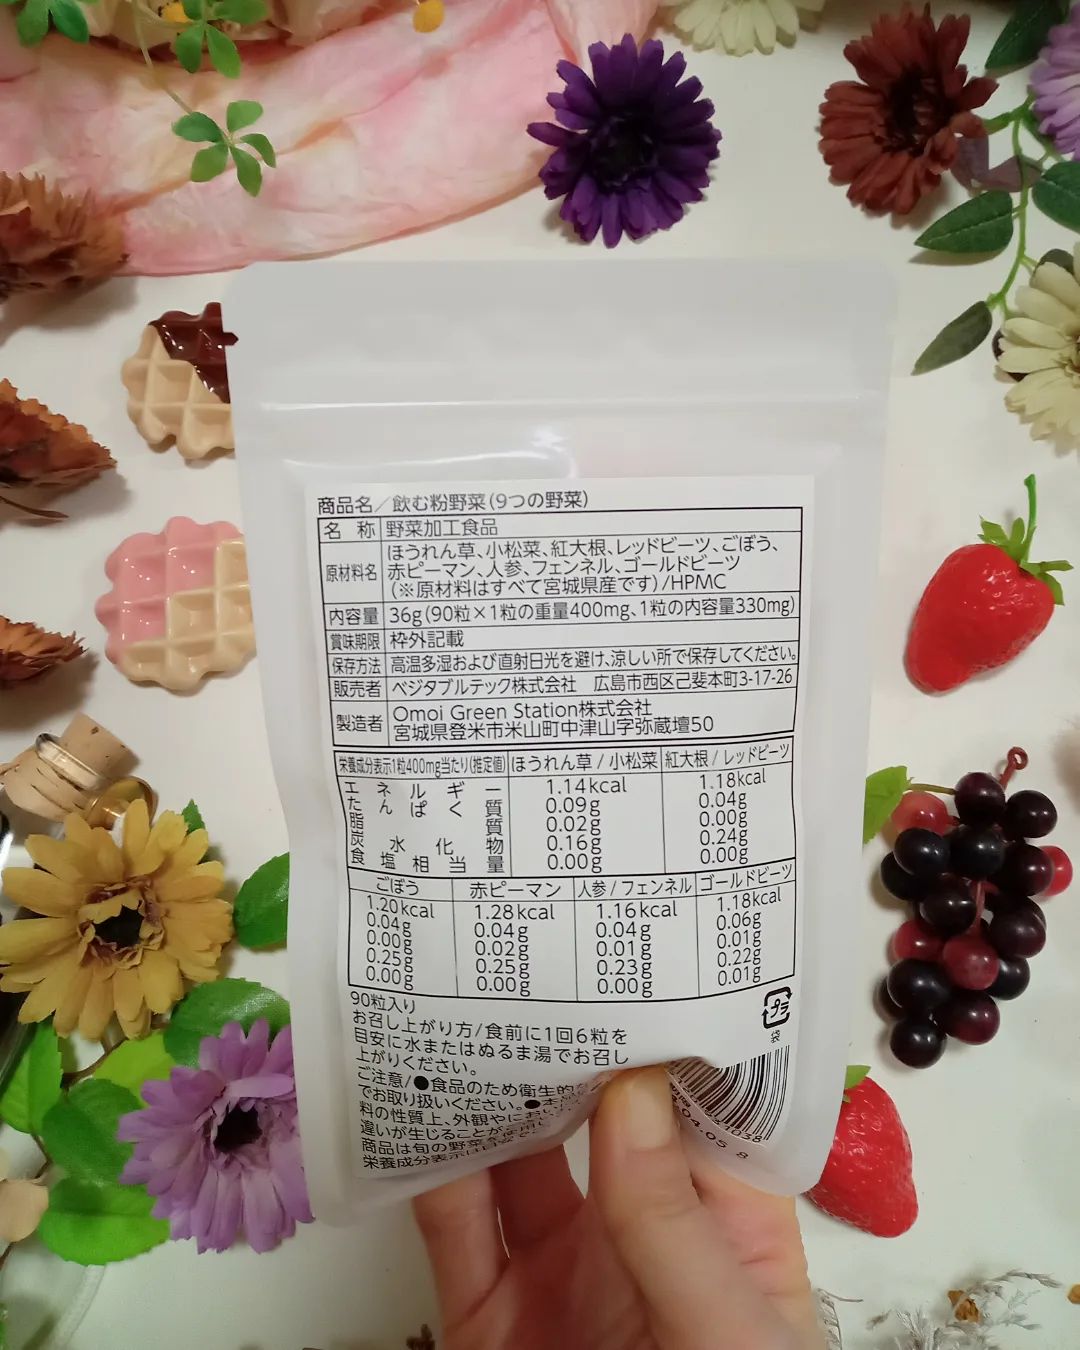 商品名／飲む粉野菜(9つの野菜)
名 称 野菜加工食品
原材料名 ほうれん草、小松菜、紅大根、レッドビーツ、ごぼう、
赤ピーマン、人参、フェンネル、ゴールドビーツ
(※原材料はすべて宮城県産です)/HPMC
内容量 36g(90粒×1粒の重量400mg、1粒の内容量330mg)
賞味期限 枠外記載
保存方法 高温多湿および直射日光を避け、涼しい所で保存してください。
販売者 ベジタブルテック株式会社 広島市西区己斐本町3-17-26
製造者 Omoi Green Station株式会社
宮城県登米市米山町中津山字弥蔵壇50
栄養成分表示1粒400mg当たり(推定値) ほうれん草/小松菜 紅大根/レッドビーツ
エネルギー 1.14kcal 1.18kcal
たんぱく質 0.09g 0.04g
脂質 0.02g 0.00g
炭水化物 0.16g 0.24g
食塩相当量 0.00g 0.00g
ごぼう 赤ピーマン 人参/フェンネル ゴールドビーツ
1.20kcal 1.28kcal 1.16kcal 1.18kcal
0.04g 0.04g 0.04g 0.06g
0.00g 0.02g 0.01g 0.01g
0.25g 0.25g 0.23g 0.22g
0.00g 0.00g 0.00g 0.01g
90粒入り
お召し上がり方/食前に1回6粒を
目安に水またはぬるま湯でお召し
上がりください。
プラ
袋
ご注意/●食品のため衛生的な
でお取り扱いください。●本
料の性質上、外観やにおい
違いが生じることが
商品は旬の野菜を
栄養成分表示は